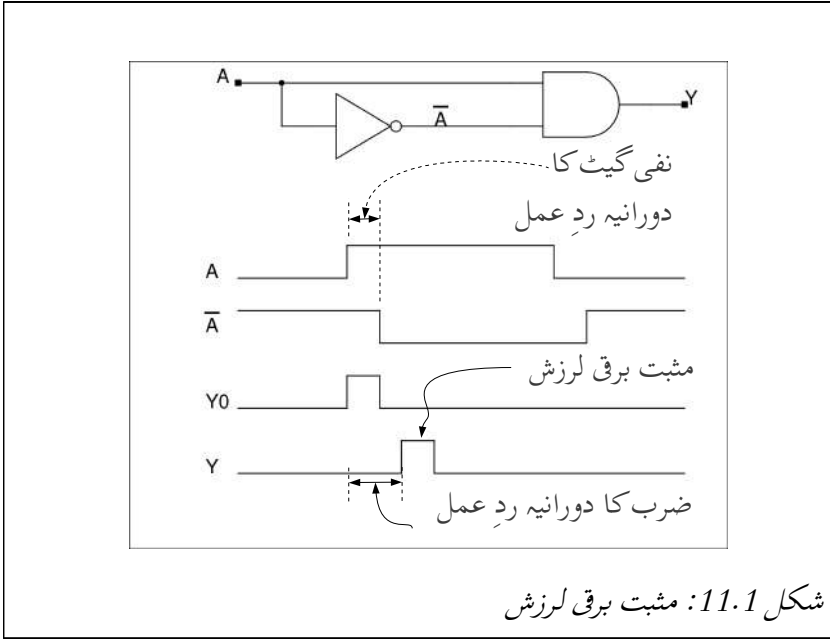 A
Y
A̅
نفی گیٹ کا
دورانیہ ردِ عمل
A
A̅
مثبت برقی لرزش
Y0
Y
ضرب کا دورانیہ ردِ عمل
شکل 11.1: مثبت برقی لرزش